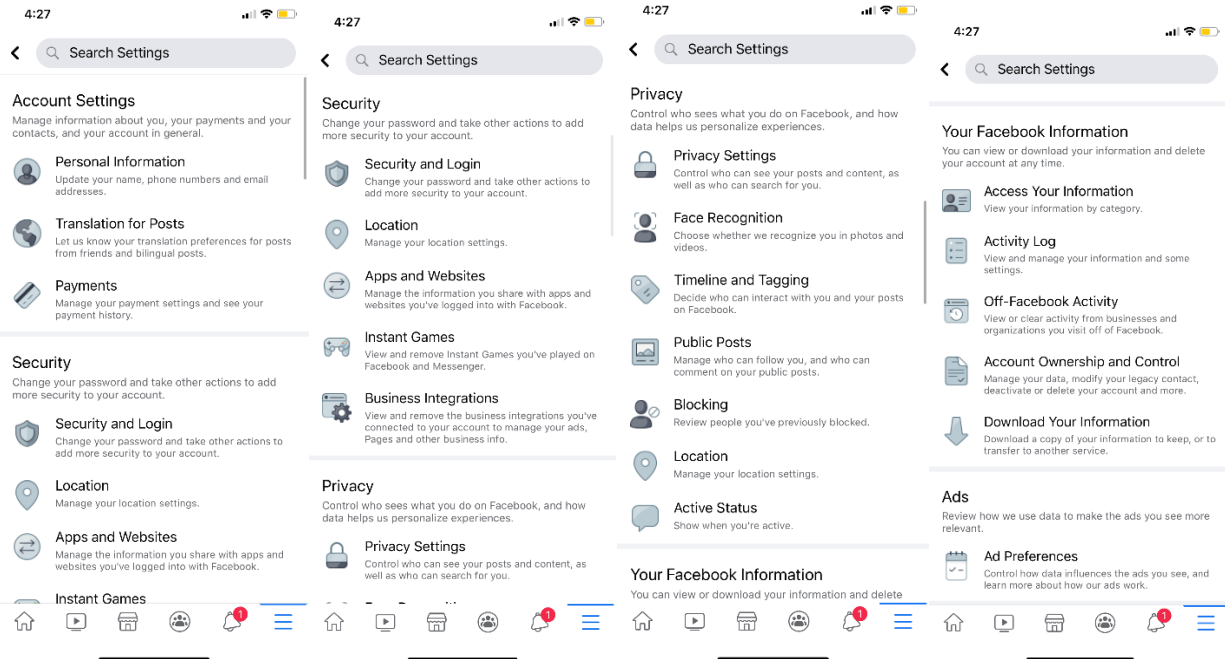 4:27
Search Settings
Account Settings
Manage information about you, your payments and your
contacts, and your account in general.
Personal Information
Update your name, phone numbers and email
addresses.
Translation for Posts
Let us know your translation preferences for posts
from friends and bilingual posts.
Payments
Manage your payment settings and see your
payment history.
Security
Change your password and take other actions to add
more security to your account.
Security and Login
Change your password and take other actions to
add more security to your account.
Location
Manage your location settings.
Apps and Websites
Manage the information you share with apps and
websites you've logged into with Facebook.
Instant Games
1
4:27
Search Settings
Security
Change your password and take other actions to add
more security to your account.
Security and Login
Change your password and take other actions to
add more security to your account.
Location
Manage your location settings.
Apps and Websites
Manage the information you share with apps and
websites you've logged into with Facebook.
Instant Games
View and remove Instant Games you've played on
Facebook and Messenger.
Business Integrations
View and remove the business integrations you've
connected to your account to manage your ads,
Pages and other business info.
Privacy
Control who sees what you do on Facebook, and how
data helps us personalize experiences.
Privacy Settings
Control who can see your posts and content, as
well as who can search for you.
1
4:27
Search Settings
Privacy
Control who sees what you do on Facebook, and how
data helps us personalize experiences.
Privacy Settings
Control who can see your posts and content, as
well as who can search for you.
Face Recognition
Choose whether we recognize you in photos and
videos.
Timeline and Tagging
Decide who can interact with you and your posts
on Facebook.
Public Posts
Manage who can follow you, and who can
comment on your public posts.
Blocking
Review people you've previously blocked.
Location
Manage your location settings.
Active Status
Show when you're active.
Your Facebook Information
You can view or download your information and delete
1
4:27
Search Settings
Your Facebook Information
You can view or download your information and delete
your account at any time.
Access Your Information
View your information by category.
Activity Log
View and manage your information and some
settings.
Off-Facebook Activity
View or clear activity from businesses and
organizations you visit off of Facebook.
Account Ownership and Control
Manage your data, modify your legacy contact,
deactivate or delete your account and more.
Download Your Information
Download a copy of your information to keep, or to
transfer to another service.
Ads
Review how we use data to make the ads you see more
relevant.
Ad Preferences
Control how data influences the ads you see, and
learn more about how our ads work.
1